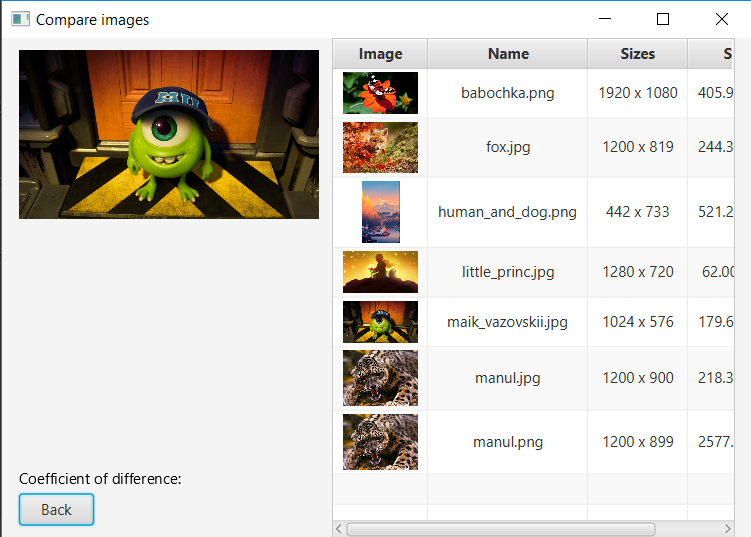 Compare images
Image Name Sizes S
babochka.png 1920 x 1080 405.9
fox.jpg 1200 x 819 244.3
human_and_dog.png 442 x 733 521.2
little_princ.jpg 1280 x 720 62.00
maik_vazovskii.jpg 1024 x 576 179.6
manul.jpg 1200 x 900 218.3
manul.png 1200 x 899 2577.
Coefficient of difference:
Back